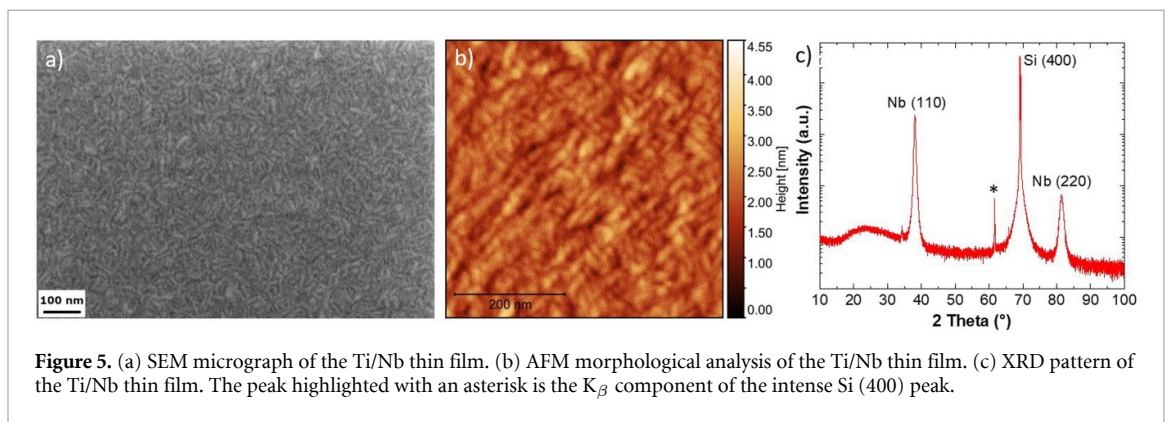 a)
100 nm
b)
200 nm
4.55
4.00
3.50
3.00
2.50
2.00
1.50
1.00
0.00
Height [nm]
c)
Intensity (a.u.)
Nb (110)
*
Si (400)
Nb (220)
10 20 30 40 50 60 70 80 90 100
2 Theta (°)
Figure 5. (a) SEM micrograph of the Ti/Nb thin film. (b) AFM morphological analysis of the Ti/Nb thin film. (c) XRD pattern of
the Ti/Nb thin film. The peak highlighted with an asterisk is the Kβ component of the intense Si (400) peak.